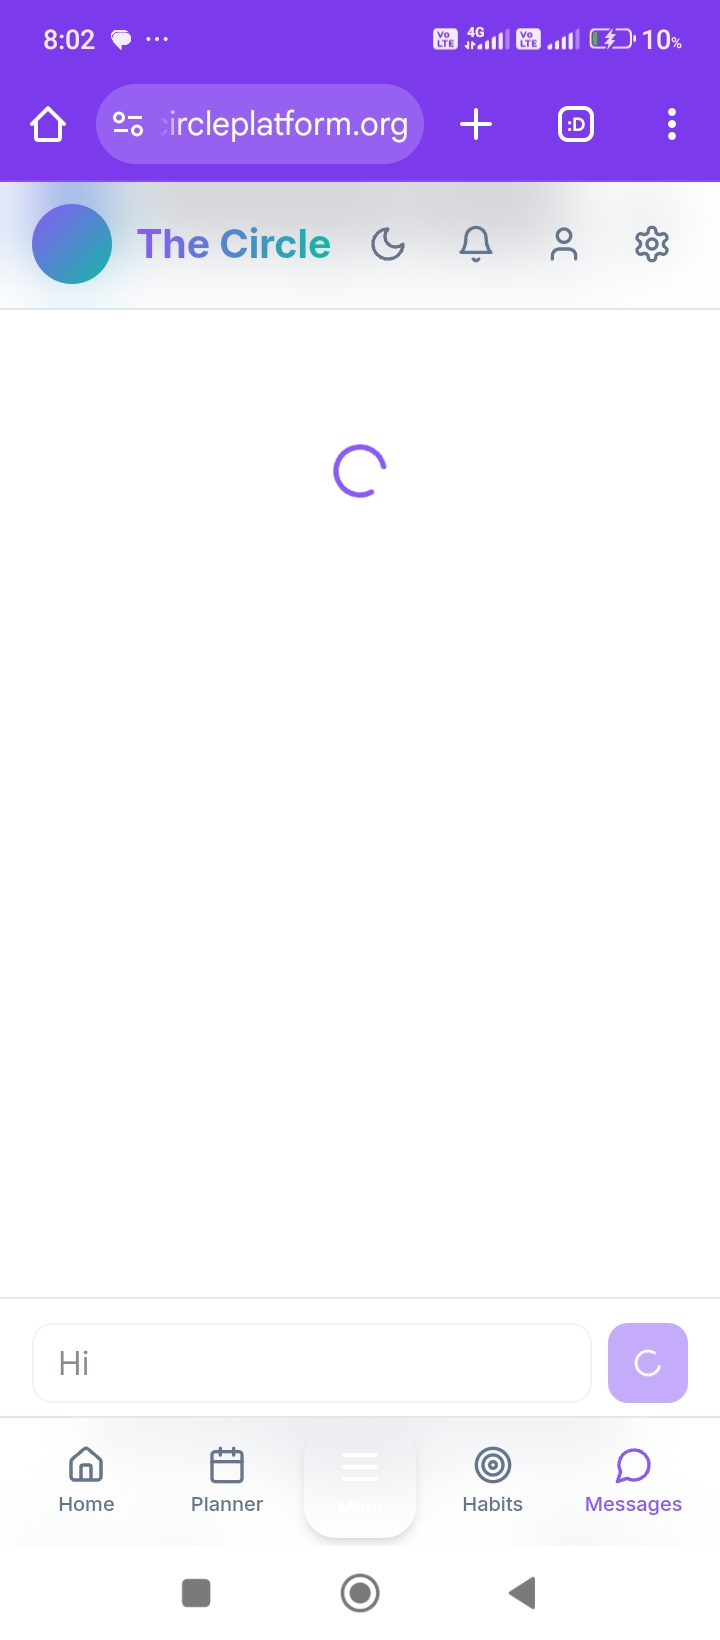 8:02 ... Vo LTE 4G Vo LTE 10%
ircleplatform.org :D
The Circle
Hi
Home Planner More Habits Messages